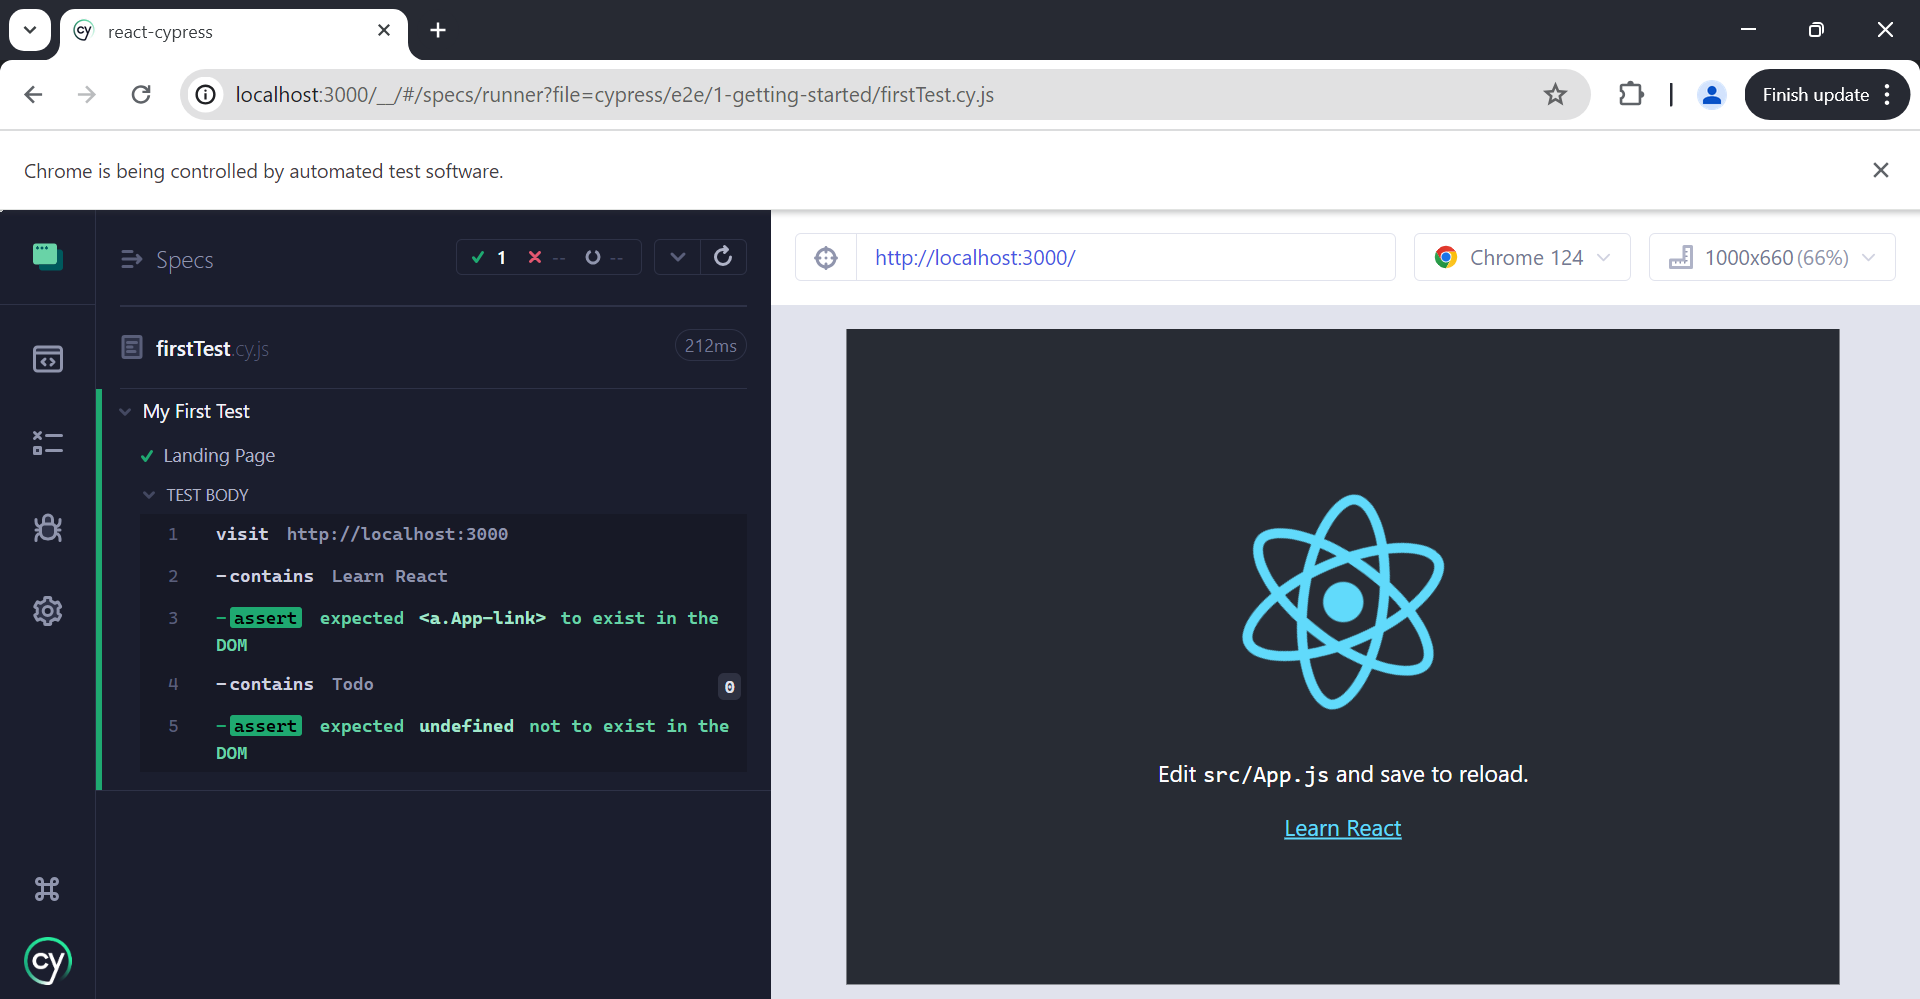 react-cypress
localhost:3000/__/#/specs/runner?file=cypress/e2e/1-getting-started/firstTest.cy.js
Finish update
Chrome is being controlled by automated test software.
Specs
1 -- --
http://localhost:3000/
Chrome 124
1000x660 (66%)
firstTest.cy.js
212ms
My First Test
Landing Page
TEST BODY
1 visit http://localhost:3000
2 -contains Learn React
3 -assert expected <a.App-link> to exist in the
DOM
4 -contains Todo 0
5 -assert expected undefined not to exist in the
DOM
Edit src/App.js and save to reload.
Learn React
cy